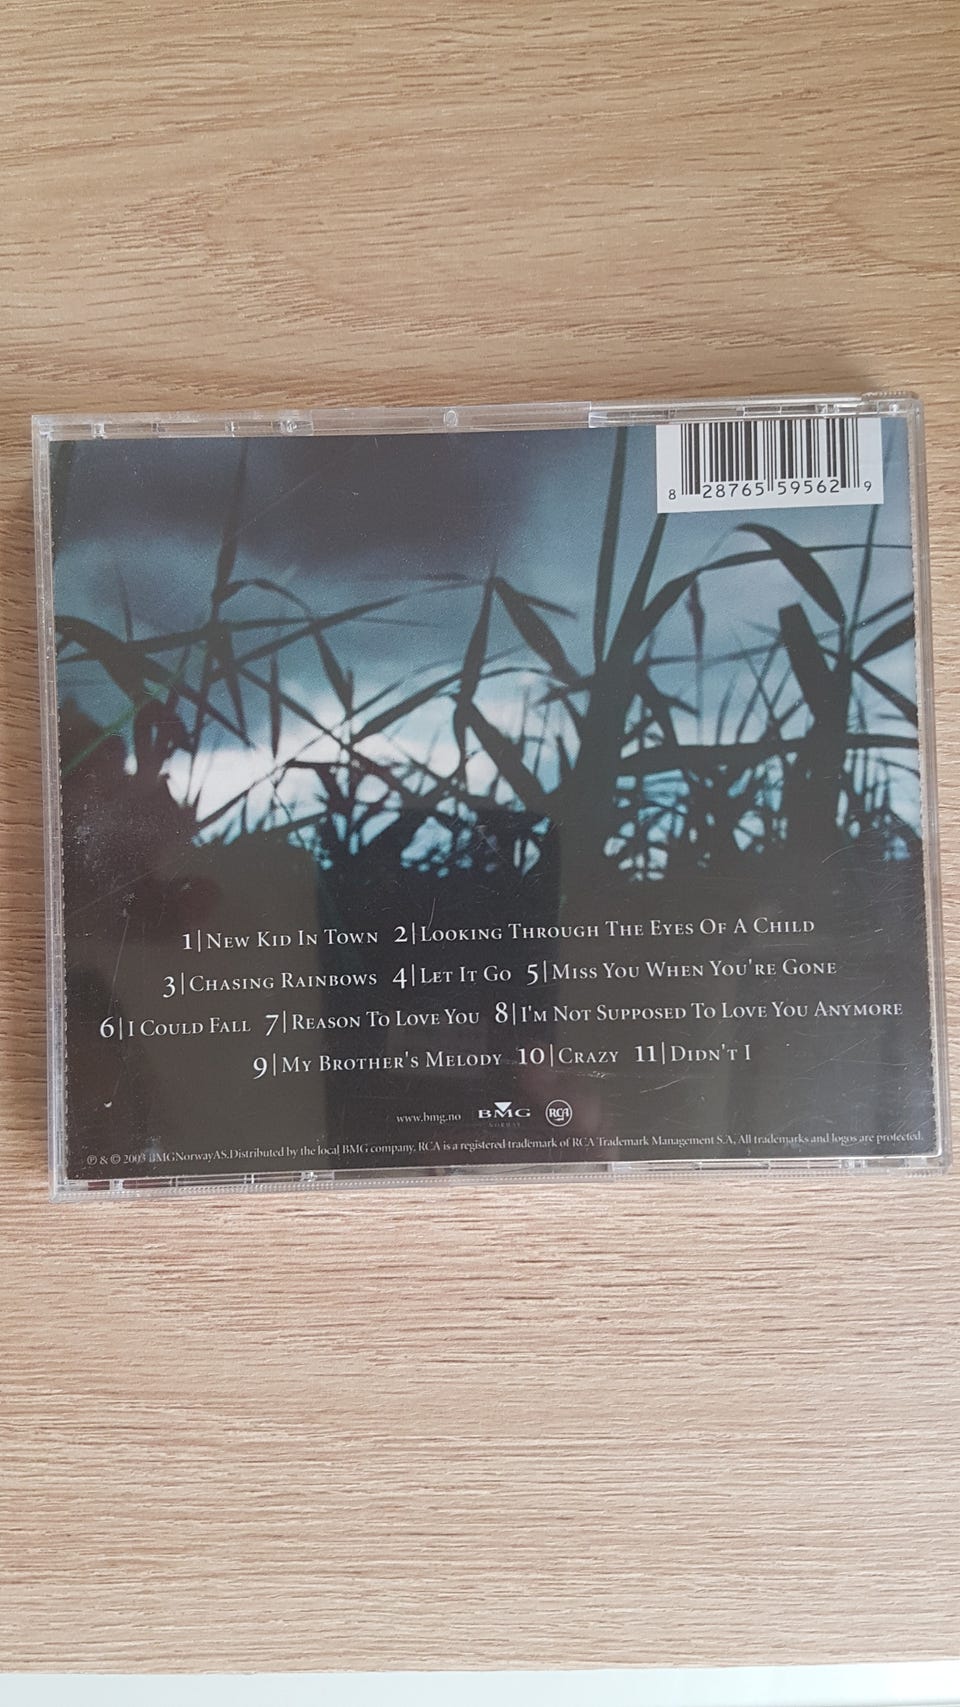 8 28765 59562 9
1|NEW KID IN TOWN 2|LOOKING THROUGH THE EYES OF A CHILD
3|CHASING RAINBOWS 4|LET IT GO 5|MISS YOU WHEN YOU'RE GONE
6|I COULD FALL 7|REASON TO LOVE YOU 8|I'M NOT SUPPOSED TO LOVE YOU ANYMORE
9|MY BROTHER'S MELODY 10|CRAZY 11|DIDN'T I
www.bmg.no BMG NORWAY RCA
℗ & © 2003 BMGNorwayAS.Distributed by the local BMG company. RCA is a registered trademark of RCA Trademark Management S.A. All trademarks and logos are protected.